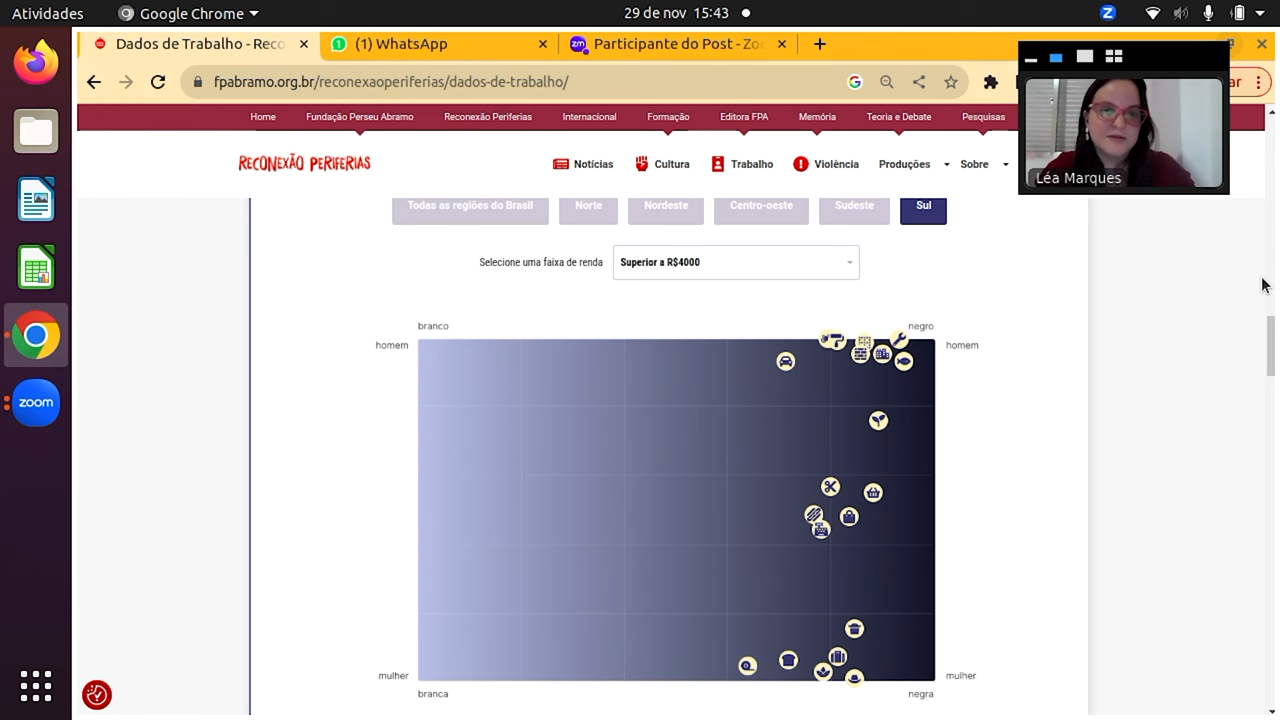 Atividades
Google Chrome
29 de nov 15:43
Dados de Trabalho - Reco
(1) WhatsApp
Participante do Post - Zo
fpabramo.org.br/reconexaoperiferias/dados-de-trabalho/
ar
Home
Fundação Perseu Abramo
Reconexão Periferias
Internacional
Formação
Editora FPA
Memória
Teoria e Debate
Pesquisas
RECONEXÃO PERIFERIAS
Notícias
Cultura
Trabalho
Violência
Produções
Sobre
Léa Marques
Todas as regiões do Brasil
Norte
Nordeste
Centro-oeste
Sudeste
Sul
Selecione uma faixa de renda
Superior a R$4000
branco
negro
homem
homem
mulher
mulher
branca
negra
zoom